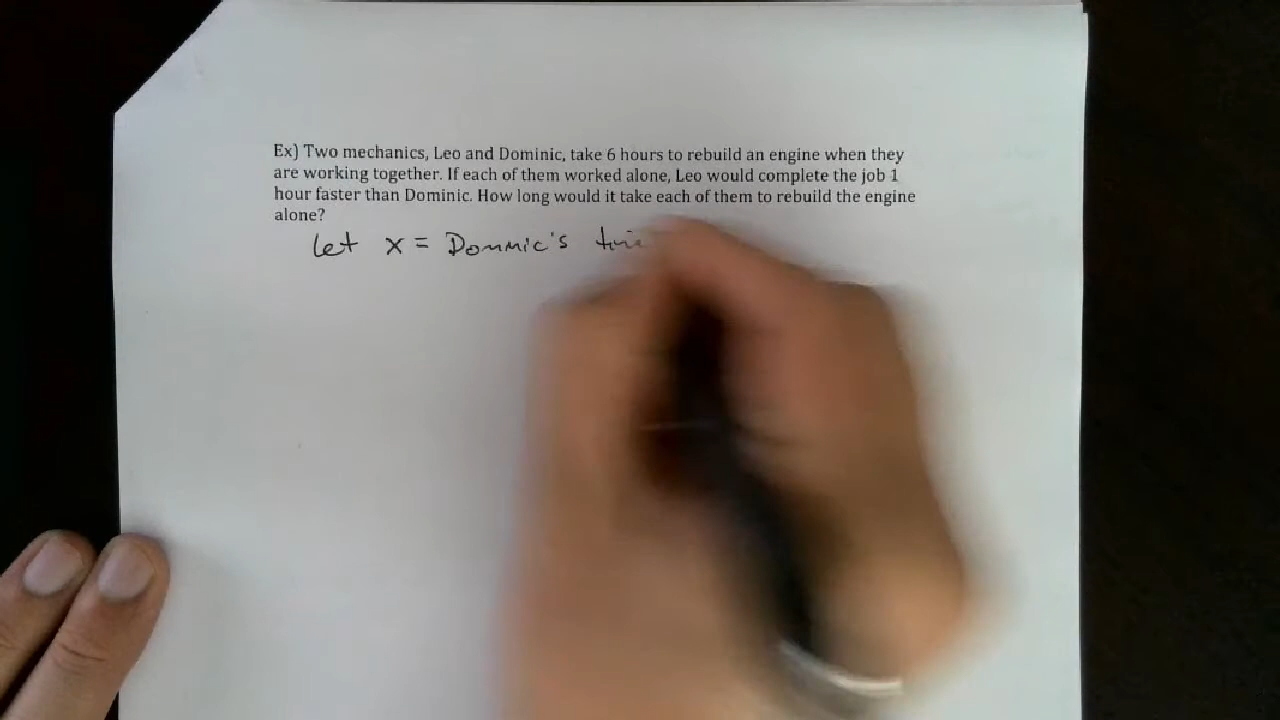 Ex) Two mechanics, Leo and Dominic, take 6 hours to rebuild an engine when they
are working together. If each of them worked alone, Leo would complete the job 1
hour faster than Dominic. How long would it take each of them to rebuild the engine
alone?
let x = Dommic's